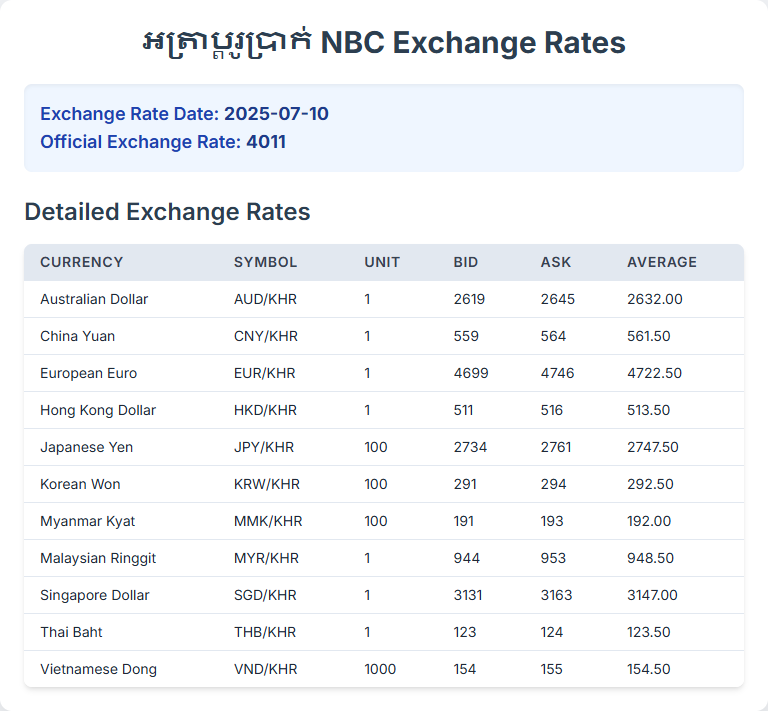 អត្រាប្តូរប្រាក់ NBC Exchange Rates
Exchange Rate Date: 2025-07-10
Official Exchange Rate: 4011
Detailed Exchange Rates
CURRENCY SYMBOL UNIT BID ASK AVERAGE
Australian Dollar AUD/KHR 1 2619 2645 2632.00
China Yuan CNY/KHR 1 559 564 561.50
European Euro EUR/KHR 1 4699 4746 4722.50
Hong Kong Dollar HKD/KHR 1 511 516 513.50
Japanese Yen JPY/KHR 100 2734 2761 2747.50
Korean Won KRW/KHR 100 291 294 292.50
Myanmar Kyat MMK/KHR 100 191 193 192.00
Malaysian Ringgit MYR/KHR 1 944 953 948.50
Singapore Dollar SGD/KHR 1 3131 3163 3147.00
Thai Baht THB/KHR 1 123 124 123.50
Vietnamese Dong VND/KHR 1000 154 155 154.50